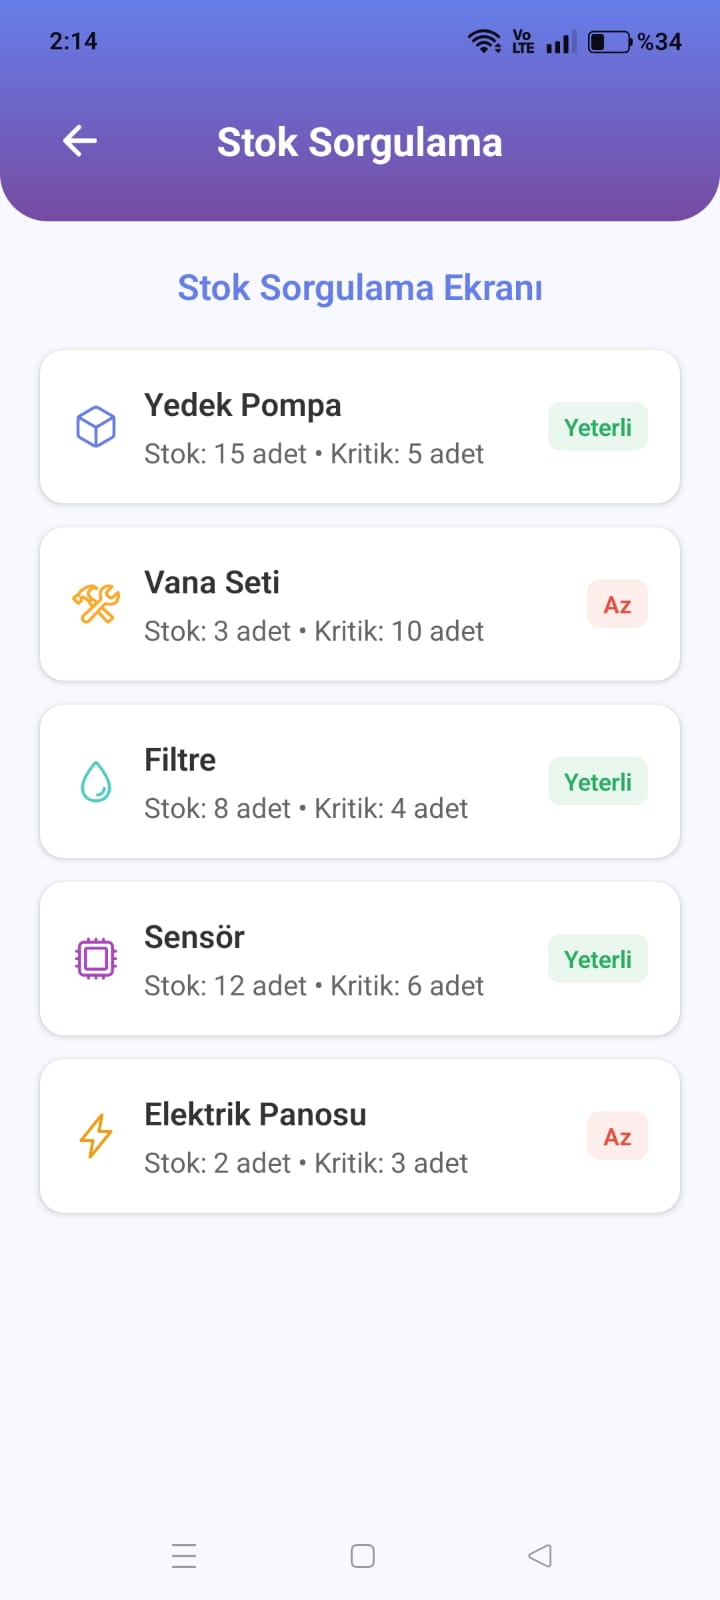 2:14 Vo LTE %34
Stok Sorgulama
Stok Sorgulama Ekranı
Yedek Pompa
Stok: 15 adet • Kritik: 5 adet
Yeterli
Vana Seti
Stok: 3 adet • Kritik: 10 adet
Az
Filtre
Stok: 8 adet • Kritik: 4 adet
Yeterli
Sensör
Stok: 12 adet • Kritik: 6 adet
Yeterli
Elektrik Panosu
Stok: 2 adet • Kritik: 3 adet
Az